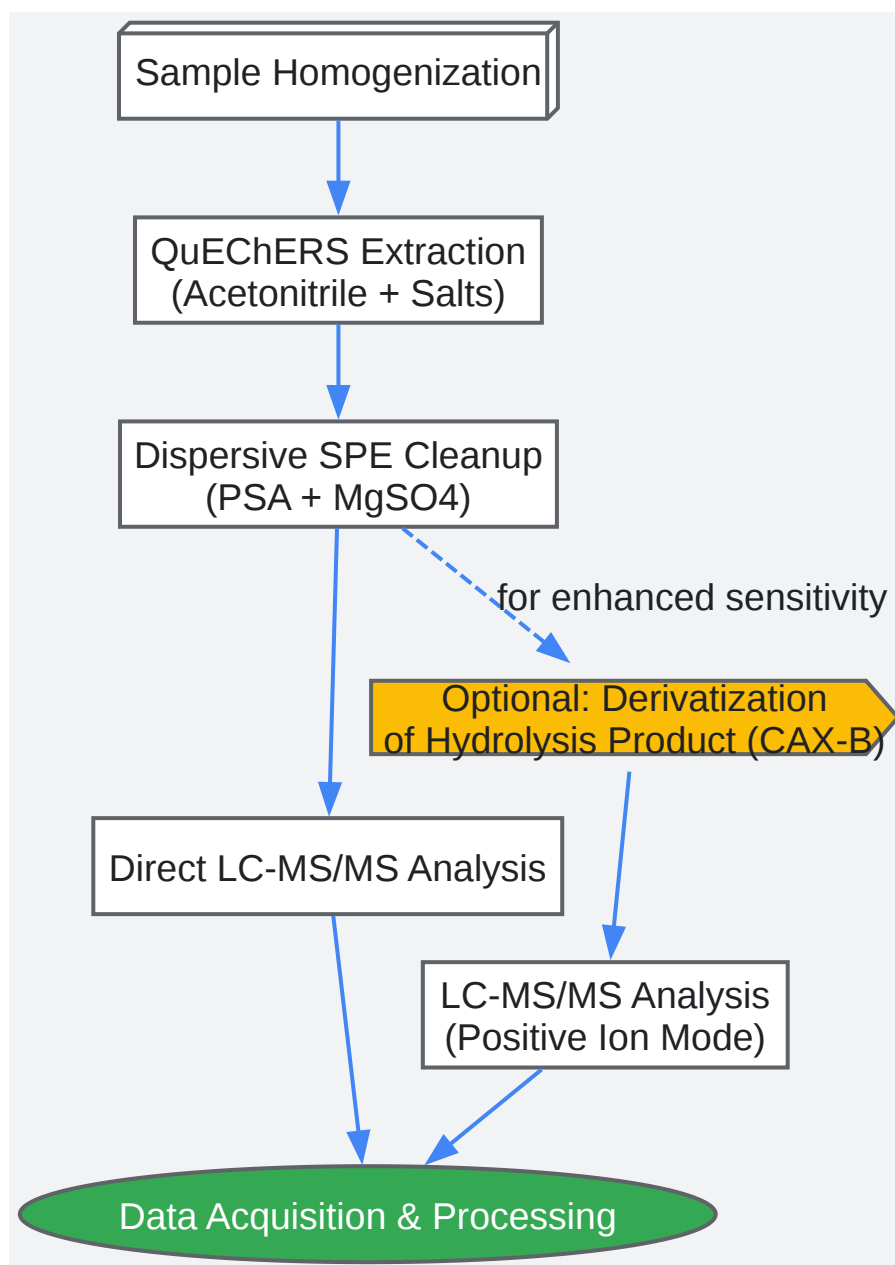 Sample Homogenization
QuEChERS Extraction
(Acetonitrile + Salts)
Dispersive SPE Cleanup
(PSA + MgSO4)
for enhanced sensitivity
Optional: Derivatization
of Hydrolysis Product (CAX-B)
Direct LC-MS/MS Analysis
LC-MS/MS Analysis
(Positive Ion Mode)
Data Acquisition & Processing